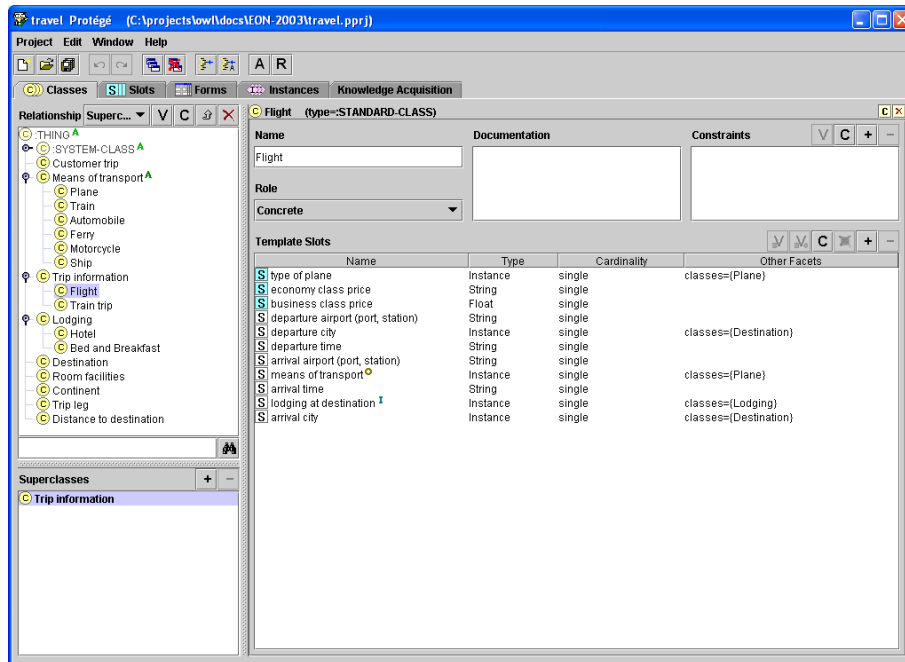 travel Protégé (C:\projects\owl\docs\EON-2003\travel.pprj)
Project Edit Window Help
A R
C Classes S Slots Forms Instances Knowledge Acquisition
Relationship Superc... V C
C :THING A
C :SYSTEM-CLASS A
C Customer trip
C Means of transport A
C Plane
C Train
C Automobile
C Ferry
C Motorcycle
C Ship
C Trip information
C Flight
C Train trip
C Lodging
C Hotel
C Bed and Breakfast
C Destination
C Room facilities
C Continent
C Trip leg
C Distance to destination
Superclasses + −
C Trip information
C Flight (type=:STANDARD-CLASS) C ×
Name Documentation Constraints V C + −
Flight
Role
Concrete
Template Slots V V C + −
Name Type Cardinality Other Facets
S type of plane Instance single classes={Plane}
S economy class price String single
S business class price Float single
S departure airport (port, station) String single
S departure city Instance single classes={Destination}
S departure time String single
S arrival airport (port, station) String single
S means of transport Instance single classes={Plane}
S arrival time String single
S lodging at destination I Instance single classes={Lodging}
S arrival city Instance single classes={Destination}